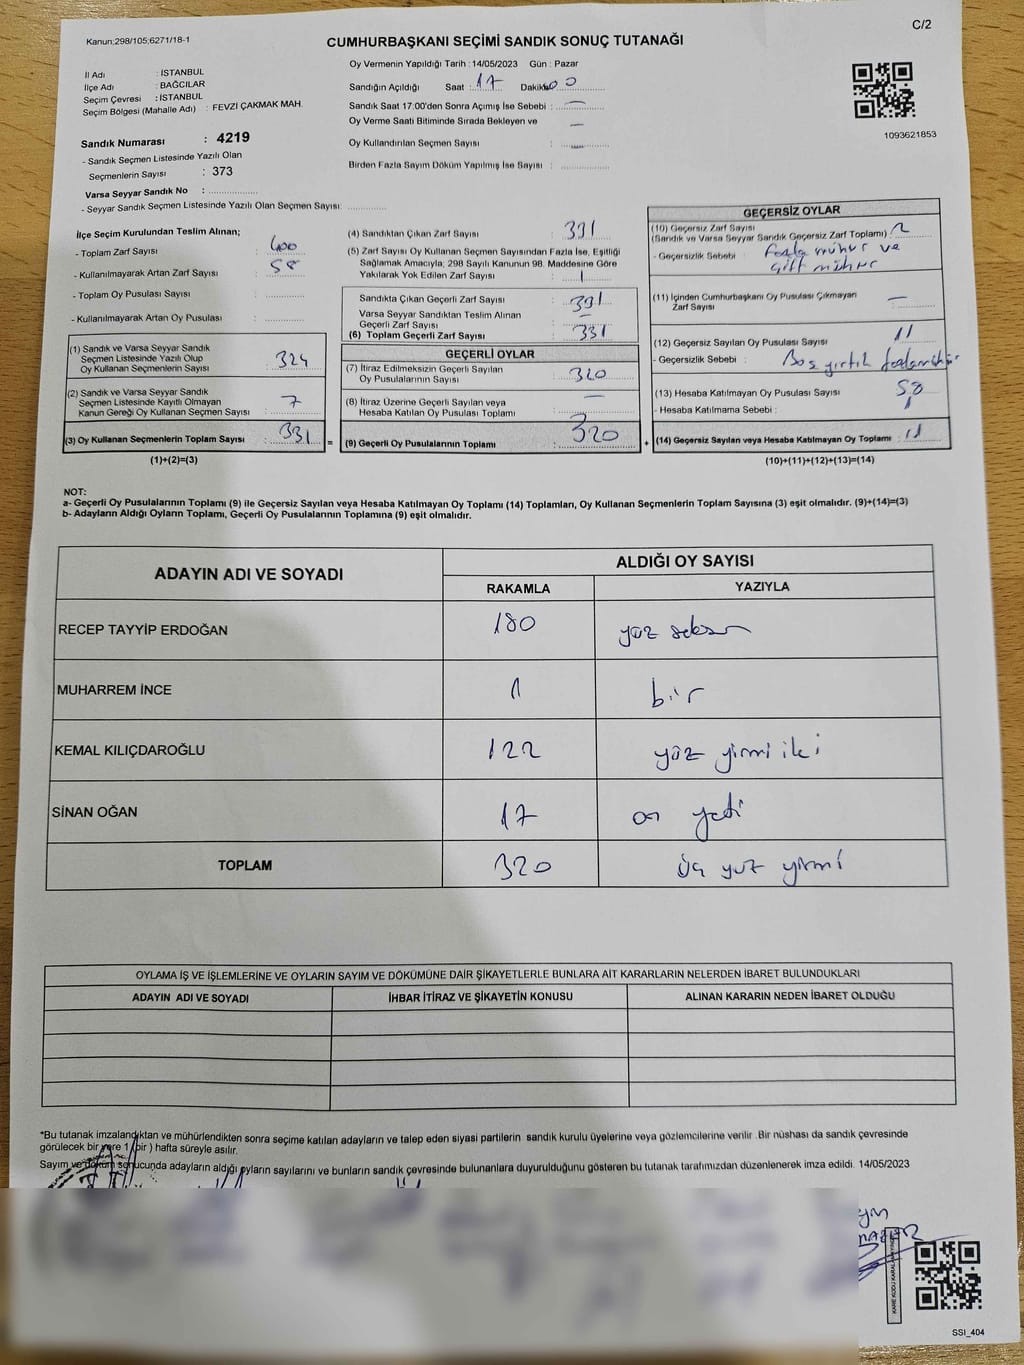 C/2
Kanun;298/105;6271/18-1
CUMHURBAŞKANI SEÇİMİ SANDIK SONUÇ TUTANAĞI
İl Adı : İSTANBUL
İlçe Adı : BAĞCILAR
Seçim Çevresi : İSTANBUL
Seçim Bölgesi (Mahalle Adı) : FEVZİ ÇAKMAK MAH.
Sandık Numarası : 4219
- Sandık Seçmen Listesinde Yazılı Olan
Seçmenlerin Sayısı : 373
Varsa Seyyar Sandık No :
- Seyyar Sandık Seçmen Listesinde Yazılı Olan Seçmen Sayısı:
Oy Vermenin Yapıldığı Tarih : 14/05/2023 Gün : Pazar
Sandığın Açıldığı Saat : 17 Dakika 00
Sandık Saat 17:00'den Sonra Açımış İse Sebebi : —
Oy Verme Saati Bitiminde Sırada Bekleyen ve —
Oy Kullandırılan Seçmen Sayısı : —
Birden Fazla Sayım Döküm Yapılmış İse Sayısı :
1093621853
İlçe Seçim Kurulundan Teslim Alınan;
- Toplam Zarf Sayısı : 400
- Kullanılmayarak Artan Zarf Sayısı : 58
- Toplam Oy Pusulası Sayısı :
- Kullanılmayarak Artan Oy Pusulası :
(1) Sandık ve Varsa Seyyar Sandık
Seçmen Listesinde Yazılı Olup
Oy Kullanan Seçmenlerin Sayısı : 324
(2) Sandık ve Varsa Seyyar Sandık
Seçmen Listesinde Kayıtlı Olmayan
Kanun Gereği Oy Kullanan Seçmen Sayısı : 7
(3) Oy Kullanan Seçmenlerin Toplam Sayısı : 331
(1)+(2)=(3)
(4) Sandıktan Çıkan Zarf Sayısı : 331
(5) Zarf Sayısı Oy Kullanan Seçmen Sayısından Fazla İse, Eşitliği
Sağlamak Amacıyla; 298 Sayılı Kanunun 98. Maddesine Göre
Yakılarak Yok Edilen Zarf Sayısı :
Sandıkta Çıkan Geçerli Zarf Sayısı : 331
Varsa Seyyar Sandıktan Teslim Alınan —
Geçerli Zarf Sayısı
(6) Toplam Geçerli Zarf Sayısı : 331
GEÇERLİ OYLAR
(7) İtiraz Edilmeksizin Geçerli Sayılan
Oy Pusulalarının Sayısı : 320
(8) İtiraz Üzerine Geçerli Sayılan veya
Hesaba Katılan Oy Pusulası Toplamı : —
= (9) Geçerli Oy Pusulalarının Toplamı : 320
GEÇERSİZ OYLAR
(10) Geçersiz Zarf Sayısı
(Sandık ve Varsa Seyyar Sandık Geçersiz Zarf Toplamı) : 2
- Geçersizlik Sebebi : fazla mühür ve
çift mühür
(11) İçinden Cumhurbaşkanı Oy Pusulası Çıkmayan
Zarf Sayısı —
(12) Geçersiz Sayılan Oy Pusulası Sayısı : 11
- Geçersizlik Sebebi : Boş yırtık
(13) Hesaba Katılmayan Oy Pusulası Sayısı : 58
- Hesaba Katılmama Sebebi :
+ (14) Geçersiz Sayılan veya Hesaba Katılmayan Oy Toplamı : 11
(10)+(11)+(12)+(13)=(14)
NOT:
a- Geçerli Oy Pusulalarının Toplamı (9) ile Geçersiz Sayılan veya Hesaba Katılmayan Oy Toplamı (14) Toplamları, Oy Kullanan Seçmenlerin Toplam Sayısına (3) eşit olmalıdır. (9)+(14)=(3)
b- Adayların Aldığı Oyların Toplamı, Geçerli Oy Pusulalarının Toplamına (9) eşit olmalıdır.
ADAYIN ADI VE SOYADI
ALDIĞI OY SAYISI
RAKAMLA YAZIYLA
RECEP TAYYİP ERDOĞAN 180 yüz seksen
MUHARREM İNCE 1 bir
KEMAL KILIÇDAROĞLU 122 yüz yirmi iki
SİNAN OĞAN 17 on yedi
TOPLAM 320 üç yüz yirmi
OYLAMA İŞ VE İŞLEMLERİNE VE OYLARIN SAYIM VE DÖKÜMÜNE DAİR ŞİKAYETLERLE BUNLARA AİT KARARLARIN NELERDEN İBARET BULUNDUKLARI
ADAYIN ADI VE SOYADI İHBAR İTİRAZ VE ŞİKAYETİN KONUSU ALINAN KARARIN NEDEN İBARET OLDUĞU
*Bu tutanak imzalandıktan ve mühürlendikten sonra seçime katılan adayların ve talep eden siyasi partilerin sandık kurulu üyelerine veya gözlemcilerine verilir. Bir nüshası da sandık çevresinde
görülecek bir yere 1 (bir) hafta süreyle asılır.
Sayım ve döküm sonucunda adayların aldığı oyların sayılarını ve bunların sandık çevresinde bulunanlara duyurulduğunu gösteren bu tutanak tarafımızdan düzenlenerek imza edildi. 14/05/2023
SSI_404